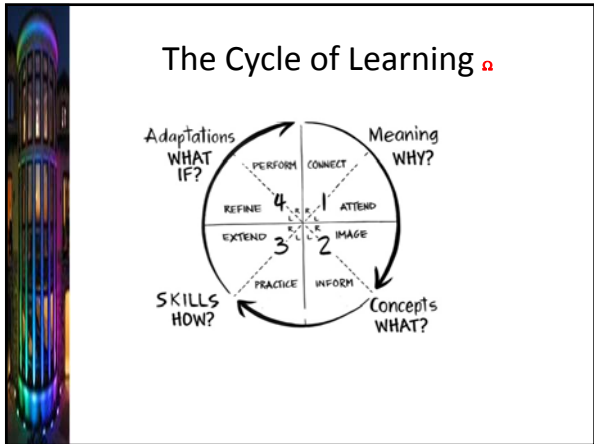 The Cycle of Learning Ω
Adaptations
WHAT
IF?
Meaning
WHY?
PERFORM
CONNECT
REFINE
4
R
L
R
L
1
ATTEND
EXTEND
3
R
L
R
L
2
IMAGE
PRACTICE
INFORM
SKILLS
HOW?
Concepts
WHAT?